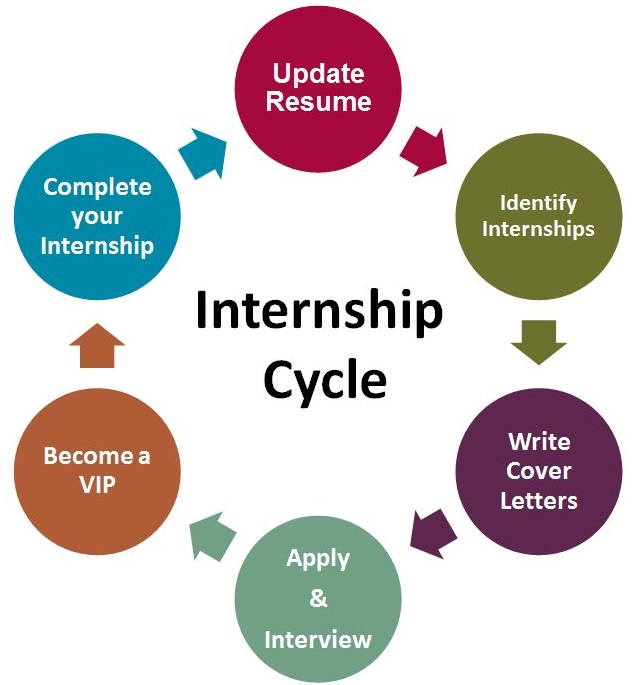 Internship
Cycle
Update
Resume
Identify
Internships
Write
Cover
Letters
Apply
&
Interview
Become a
VIP
Complete
your
Internship